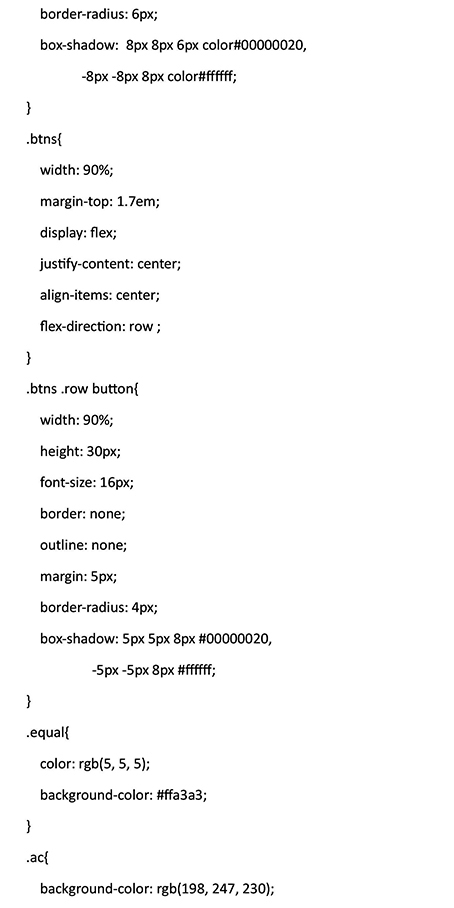 border-radius: 6px;
box-shadow:  8px 8px 6px color#00000020,
-8px -8px 8px color#ffffff;
}
.btns{
width: 90%;
margin-top: 1.7em;
display: flex;
justify-content: center;
align-items: center;
flex-direction: row ;
}
.btns .row button{
width: 90%;
height: 30px;
font-size: 16px;
border: none;
outline: none;
margin: 5px;
border-radius: 4px;
box-shadow: 5px 5px 8px #00000020,
-5px -5px 8px #ffffff;
}
.equal{
color: rgb(5, 5, 5);
background-color: #ffa3a3;
}
.ac{
background-color: rgb(198, 247, 230);